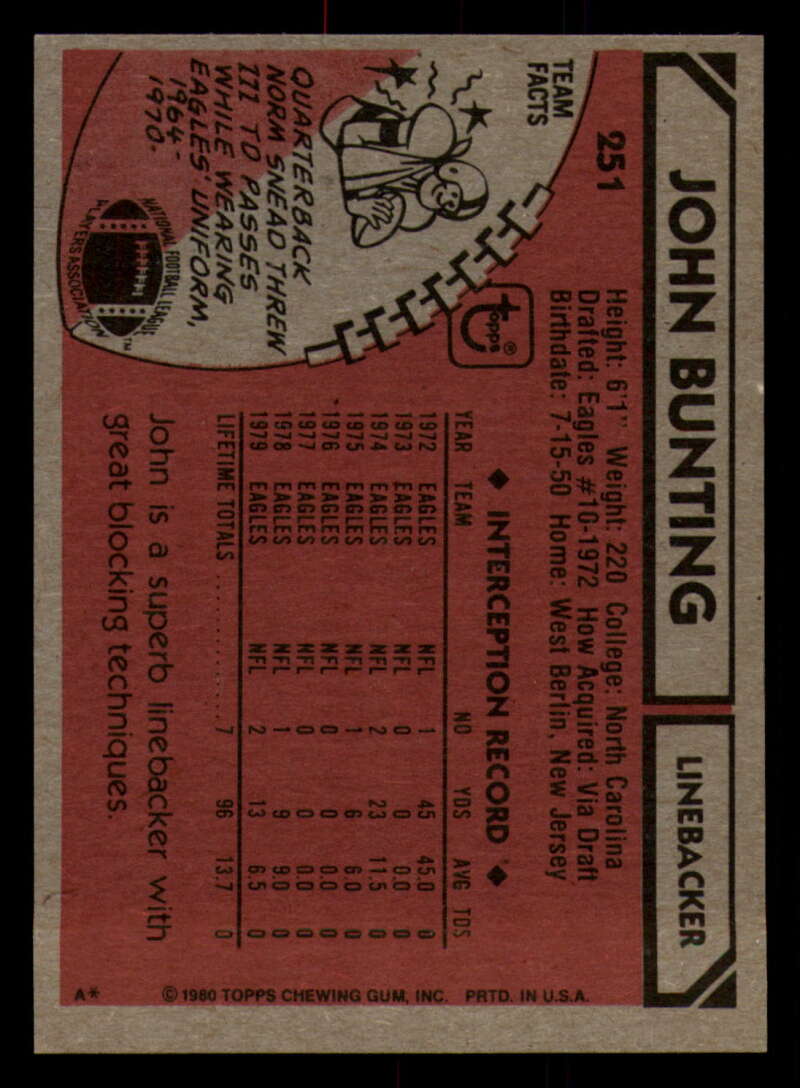 JOHN BUNTING
LINEBACKER
251
Height: 6'1" Weight: 220 College: North Carolina
Drafted: Eagles #10-1972 How Acquired: Via Draft
Birthdate: 7-15-50 Home: West Berlin, New Jersey
TEAM
FACTS
QUARTERBACK
NORM SNEAD THREW
111 TD PASSES
WHILE WEARING
EAGLES' UNIFORM,
1964-
1970.
NATIONAL FOOTBALL LEAGUE
PLAYERS ASSOCIATION
TM
topps®
◆ INTERCEPTION RECORD ◆
YEAR TEAM NO YDS AVG TDS
1972 EAGLES NFL 1 45 45.0 0
1973 EAGLES NFL 0 0 0.0 0
1974 EAGLES NFL 2 23 11.5 0
1975 EAGLES NFL 1 6 6.0 0
1976 EAGLES NFL 0 0 0.0 0
1977 EAGLES NFL 0 0 0.0 0
1978 EAGLES NFL 1 9 9.0 0
1979 EAGLES NFL 2 13 6.5 0
LIFETIME TOTALS . . . . . . . . . . . 7 96 13.7 0
John is a superb linebacker with
great blocking techniques.
A* © 1980 TOPPS CHEWING GUM, INC. PRTD. IN U.S.A.